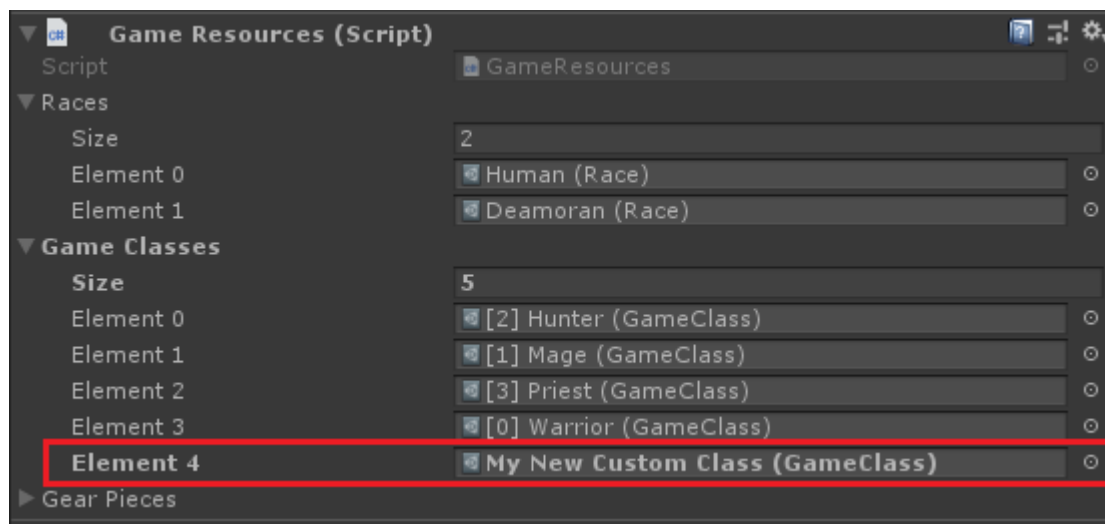 Game Resources (Script)
Script GameResources
Races
Size 2
Element 0 Human (Race)
Element 1 Deamoran (Race)
Game Classes
Size 5
Element 0 [2] Hunter (GameClass)
Element 1 [1] Mage (GameClass)
Element 2 [3] Priest (GameClass)
Element 3 [0] Warrior (GameClass)
Element 4 My New Custom Class (GameClass)
Gear Pieces